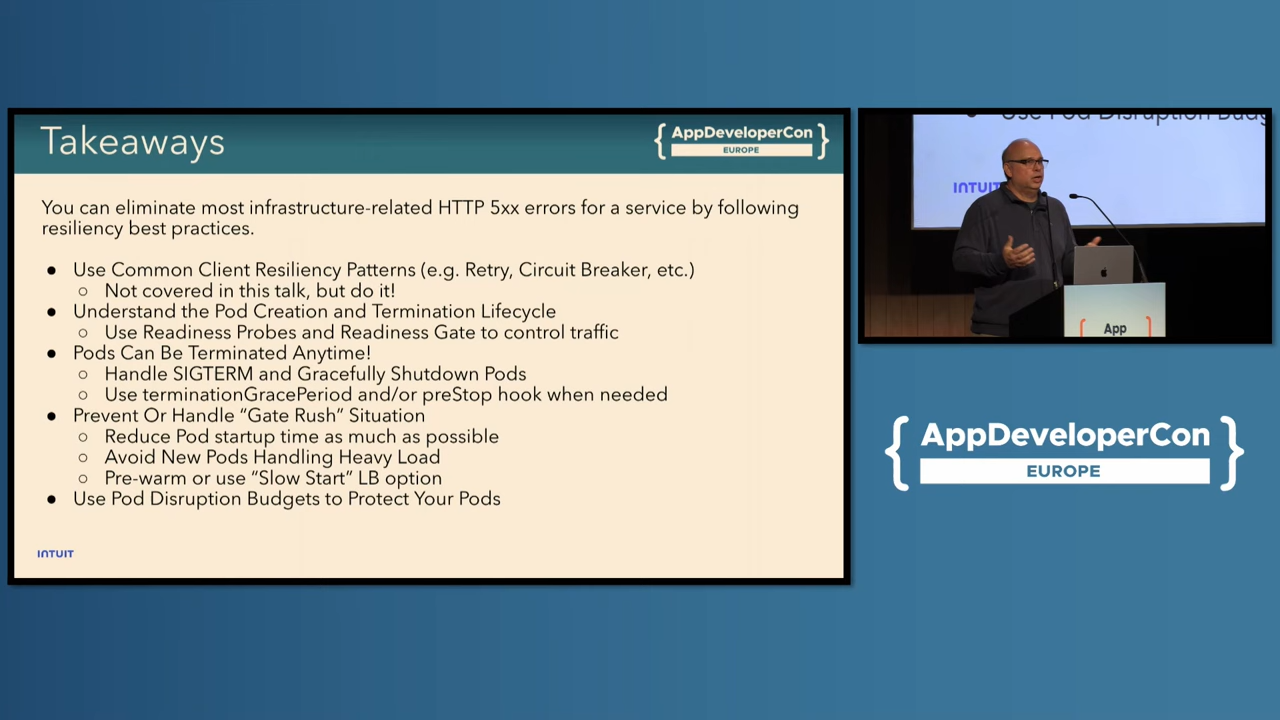 Takeaways
{ AppDeveloperCon }
EUROPE
You can eliminate most infrastructure-related HTTP 5xx errors for a service by following
resiliency best practices.
● Use Common Client Resiliency Patterns (e.g. Retry, Circuit Breaker, etc.)
○ Not covered in this talk, but do it!
● Understand the Pod Creation and Termination Lifecycle
○ Use Readiness Probes and Readiness Gate to control traffic
● Pods Can Be Terminated Anytime!
○ Handle SIGTERM and Gracefully Shutdown Pods
○ Use terminationGracePeriod and/or preStop hook when needed
● Prevent Or Handle “Gate Rush” Situation
○ Reduce Pod startup time as much as possible
○ Avoid New Pods Handling Heavy Load
○ Pre-warm or use “Slow Start” LB option
● Use Pod Disruption Budgets to Protect Your Pods
INTUIT
● Use Pod Disruption Budg
INTUIT
[ App ]
{ AppDeveloperCon }
EUROPE